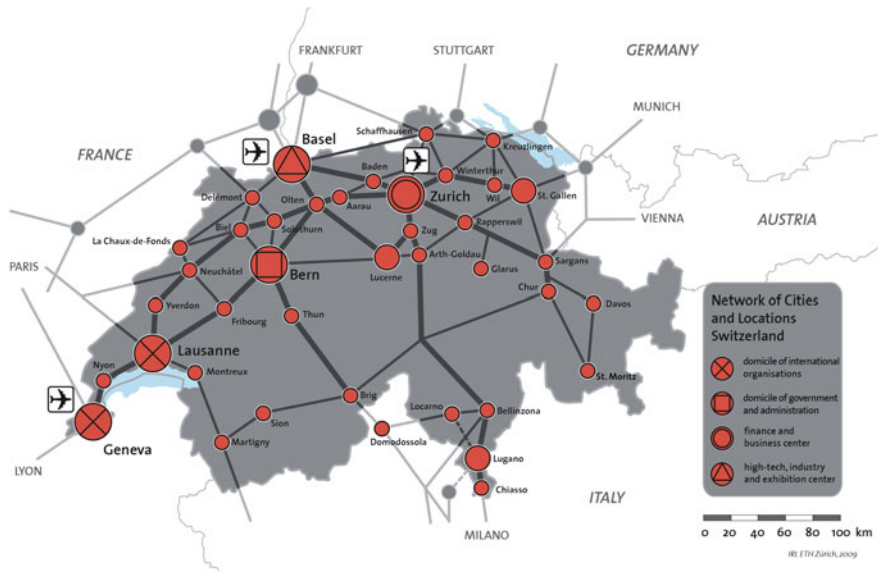 FRANKFURT
STUTTGART
GERMANY
MUNICH
FRANCE
Basel
Schaffhausen
Kreuzlingen
Baden
Winterthur
Delémont
Olten
Aarau
Zurich
Wil
St. Gallen
VIENNA
AUSTRIA
Biel
Solothurn
Rapperswil
La Chaux-de-Fonds
Zug
PARIS
Neuchâtel
Bern
Lucerne
Arth-Goldau
Glarus
Sargans
Chur
Davos
Yverdon
Fribourg
Thun
Lausanne
Nyon
Montreux
St. Moritz
Geneva
Brig
Sion
Locarno
Bellinzona
Martigny
Domodossola
LYON
Lugano
Chiasso
ITALY
MILANO
Network of Cities
and Locations
Switzerland
domicile of international
organisations
domicile of government
and administration
finance and
business center
high-tech, industry
and exhibition center
0 20 40 60 80 100 km
IRL ETH Zürich, 2009